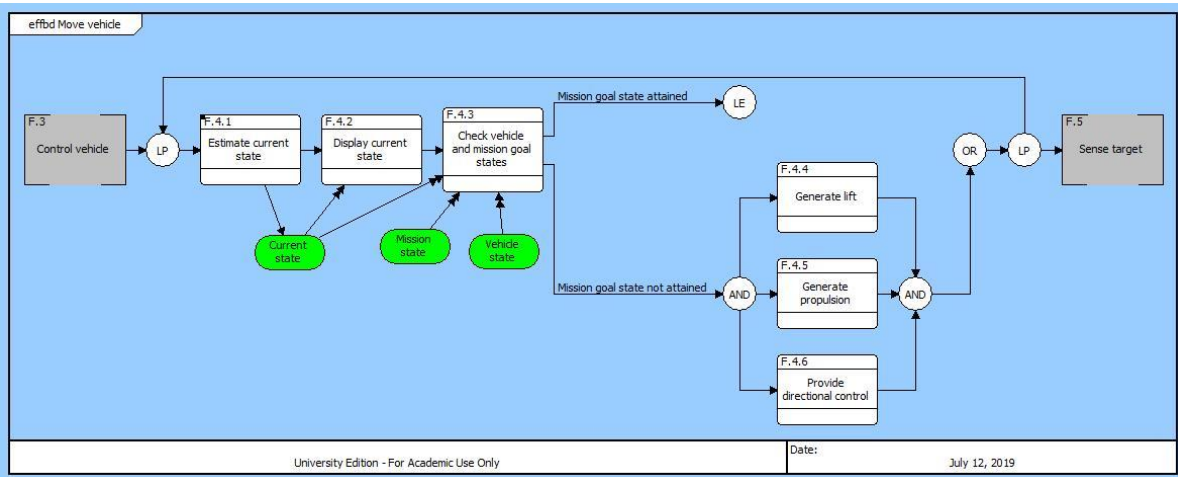 effbd Move vehicle
F.3
Control vehicle
LP
F.4.1
Estimate current
state
F.4.2
Display current
state
F.4.3
Check vehicle
and mission goal
states
Mission goal state attained
LE
Current
state
Mission
state
Vehicle
state
Mission goal state not attained
AND
F.4.4
Generate lift
F.4.5
Generate
propulsion
F.4.6
Provide
directional control
AND
OR
LP
F.5
Sense target
University Edition - For Academic Use Only
Date:
July 12, 2019